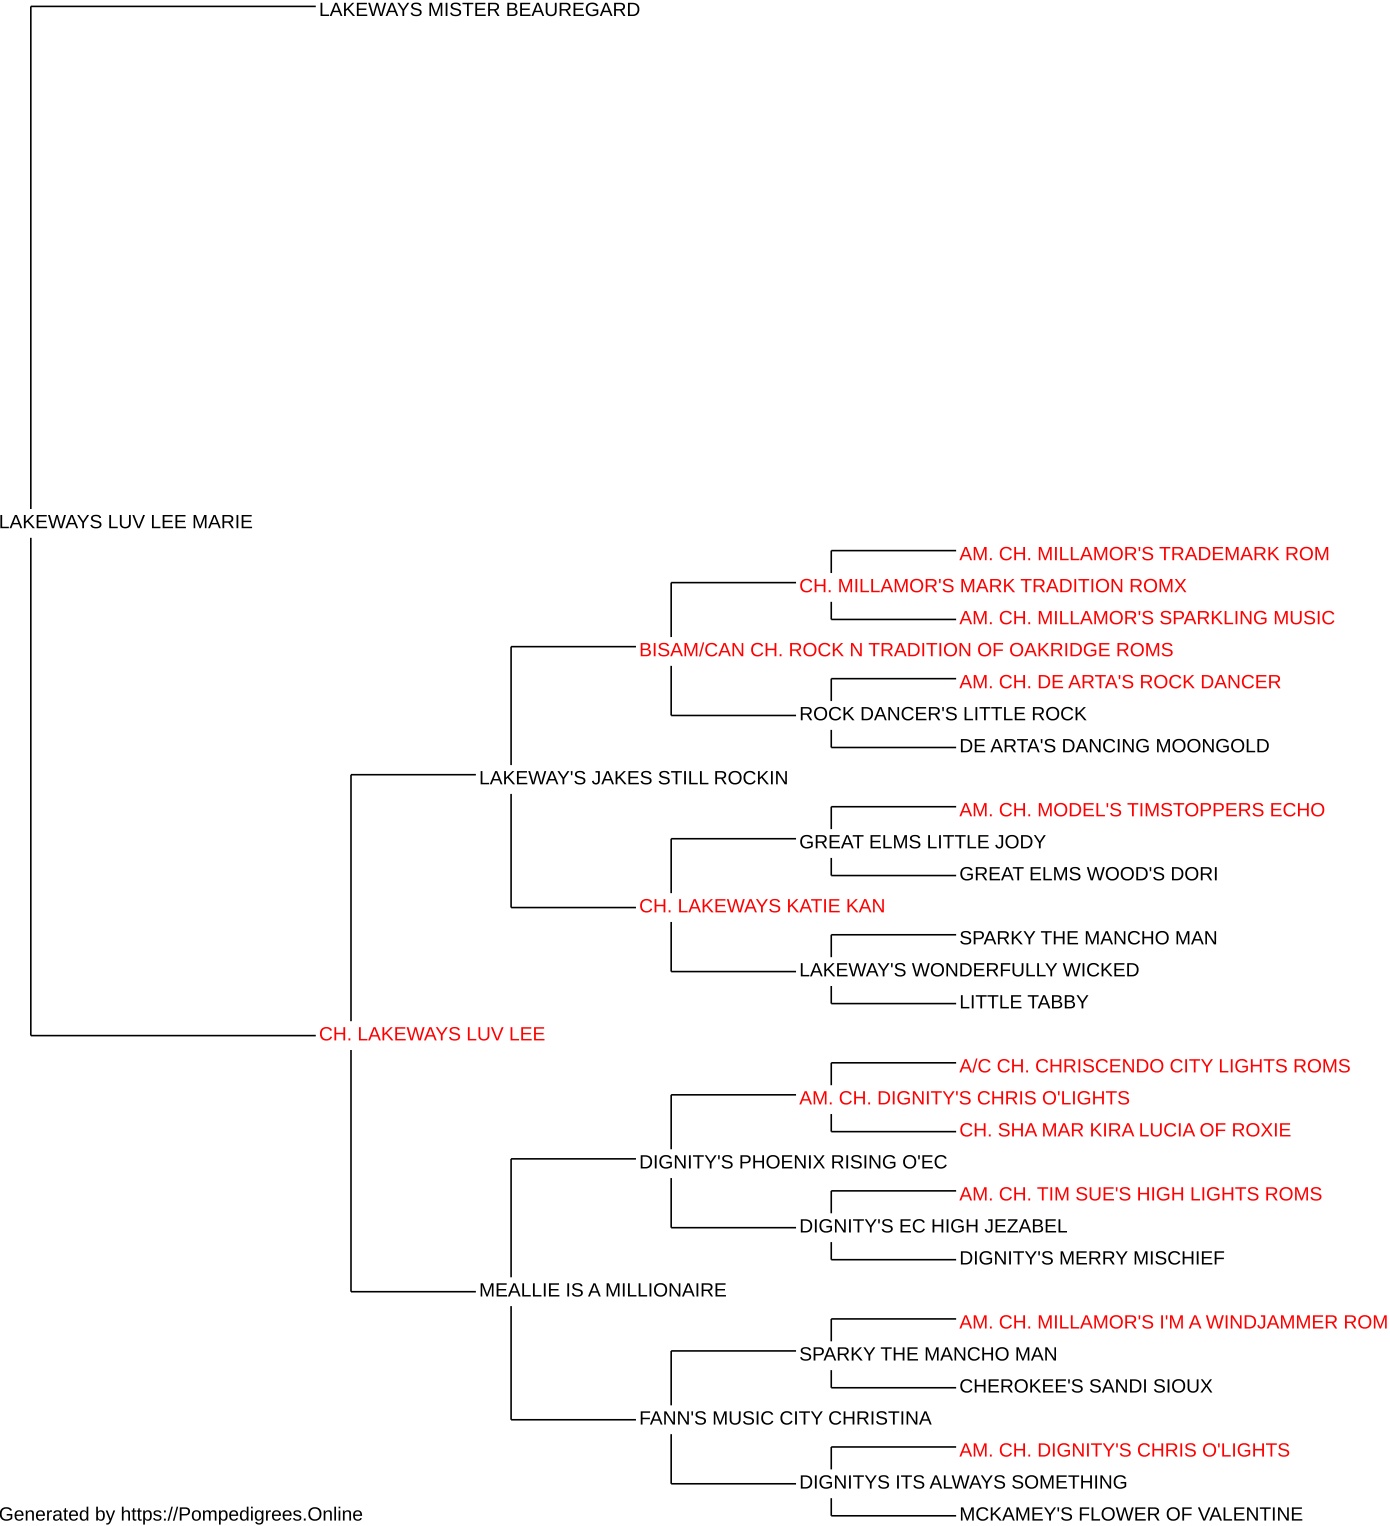 LAKEWAYS MISTER BEAUREGARD
LAKEWAYS LUV LEE MARIE
AM. CH. MILLAMOR'S TRADEMARK ROM
CH. MILLAMOR'S MARK TRADITION ROMX
AM. CH. MILLAMOR'S SPARKLING MUSIC
BISAM/CAN CH. ROCK N TRADITION OF OAKRIDGE ROMS
AM. CH. DE ARTA'S ROCK DANCER
ROCK DANCER'S LITTLE ROCK
DE ARTA'S DANCING MOONGOLD
LAKEWAY'S JAKES STILL ROCKIN
AM. CH. MODEL'S TIMSTOPPERS ECHO
GREAT ELMS LITTLE JODY
GREAT ELMS WOOD'S DORI
CH. LAKEWAYS KATIE KAN
SPARKY THE MANCHO MAN
LAKEWAY'S WONDERFULLY WICKED
LITTLE TABBY
CH. LAKEWAYS LUV LEE
A/C CH. CHRISCENDO CITY LIGHTS ROMS
AM. CH. DIGNITY'S CHRIS O'LIGHTS
CH. SHA MAR KIRA LUCIA OF ROXIE
DIGNITY'S PHOENIX RISING O'EC
AM. CH. TIM SUE'S HIGH LIGHTS ROMS
DIGNITY'S EC HIGH JEZABEL
DIGNITY'S MERRY MISCHIEF
MEALLIE IS A MILLIONAIRE
AM. CH. MILLAMOR'S I'M A WINDJAMMER ROM
SPARKY THE MANCHO MAN
CHEROKEE'S SANDI SIOUX
FANN'S MUSIC CITY CHRISTINA
AM. CH. DIGNITY'S CHRIS O'LIGHTS
DIGNITYS ITS ALWAYS SOMETHING
MCKAMEY'S FLOWER OF VALENTINE
Generated by https://Pompedigrees.Online